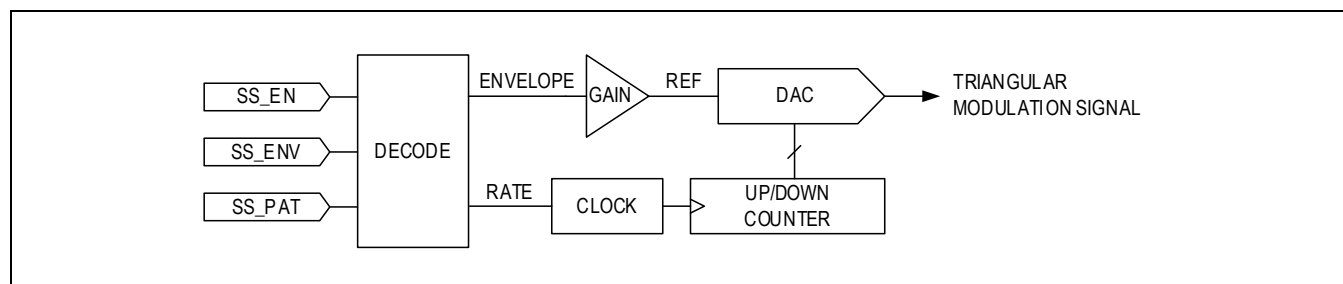 SS_EN
SS_ENV
SS_PAT
DECODE
ENVELOPE
RATE
GAIN
REF
CLOCK
DAC
UP/DOWN
COUNTER
TRIANGULAR
MODULATION SIGNAL